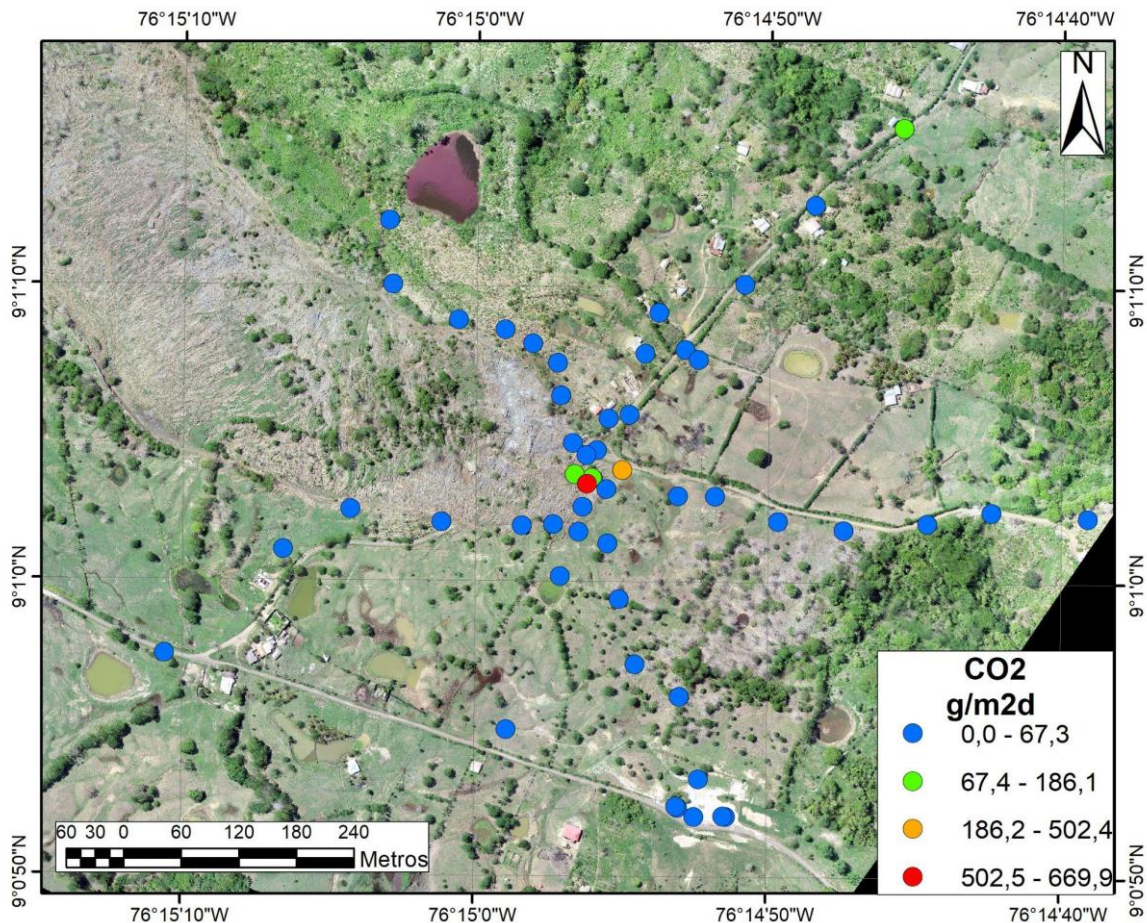 76°15'10"W 76°15'0"W 76°14'50"W 76°14'40"W
N
9°1'10"N 9°1'10"N
9°1'0"N 9°1'0"N
CO2
g/m2d
0,0 - 67,3
67,4 - 186,1
186,2 - 502,4
502,5 - 669,9
60 30 0 60 120 180 240
Metros
9°0'50"N 9°0'50"N
76°15'10"W 76°15'0"W 76°14'50"W 76°14'40"W